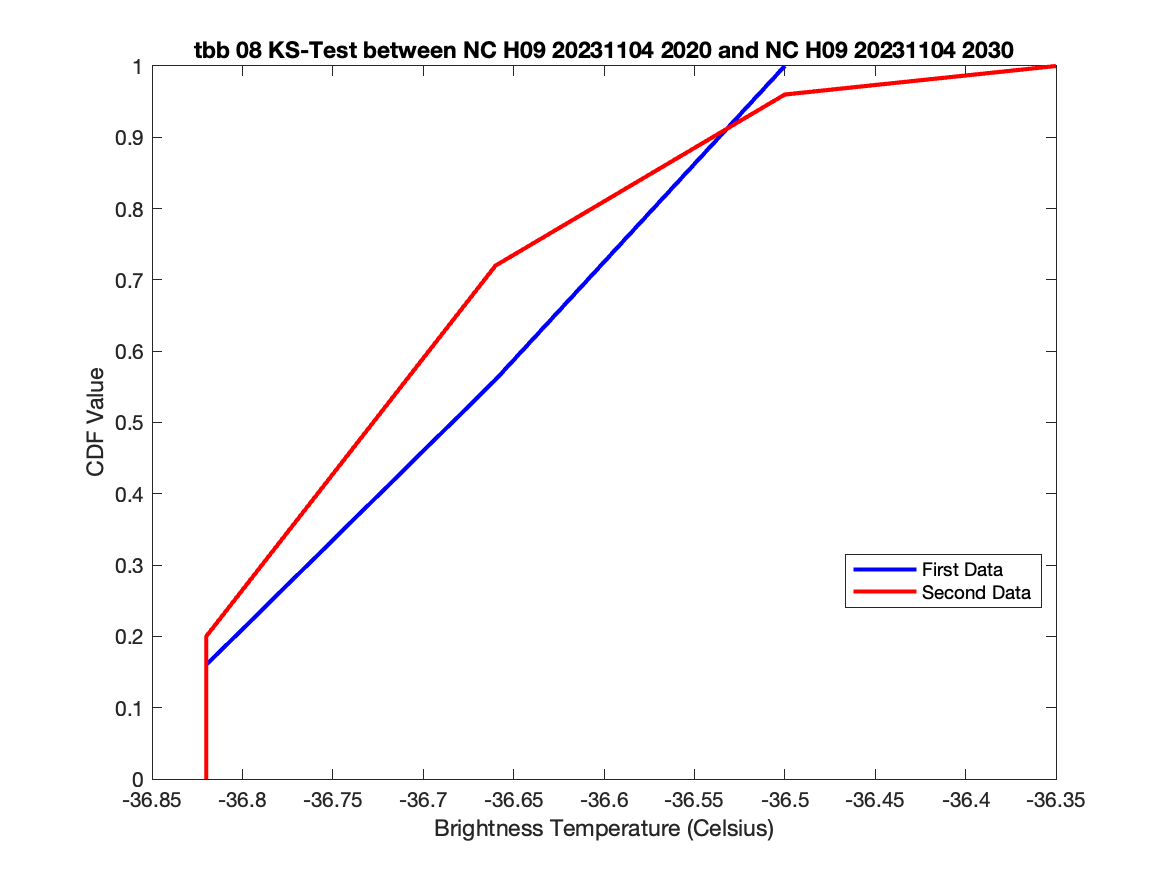 tbb 08 KS-Test between NC H09 20231104 2020 and NC H09 20231104 2030
1
0.9
0.8
0.7
0.6
0.5
0.4
0.3
0.2
0.1
0
CDF Value
First Data
Second Data
-36.85 -36.8 -36.75 -36.7 -36.65 -36.6 -36.55 -36.5 -36.45 -36.4 -36.35
Brightness Temperature (Celsius)